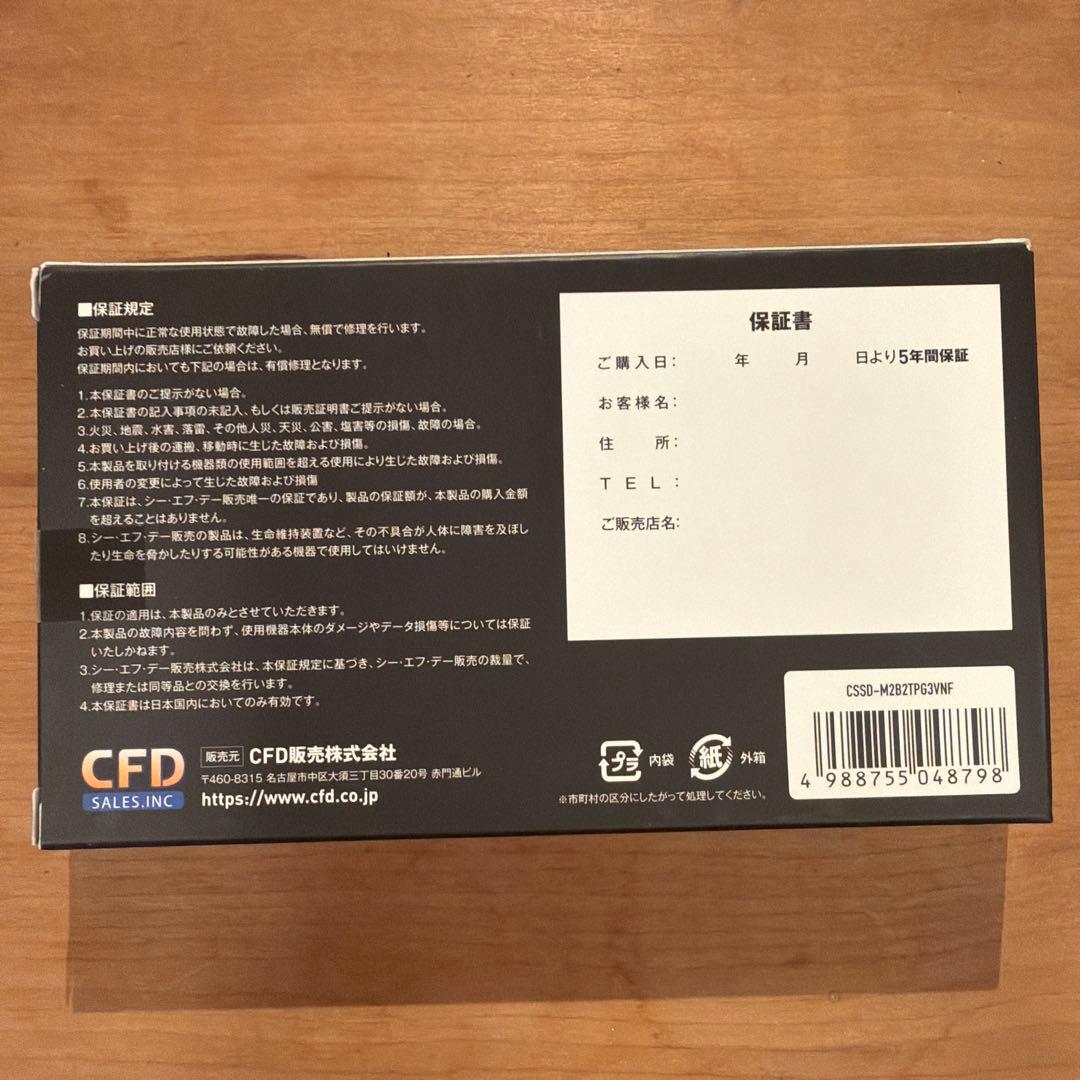 ■保証規定
保証期間中に正常な使用状態で故障した場合、無償で修理を行います。
お買い上げの販売店様にご依頼ください。
保証期間内においても下記の場合は、有償修理となります。
1.本保証書のご提示がない場合。
2.本保証書の記入事項の未記入、もしくは販売証明書ご提示がない場合。
3.火災、地震、水害、落雷、その他人災、天災、公害、塩害等の損傷、故障の場合。
4.お買い上げ後の運搬、移動時に生じた故障および損傷。
5.本製品を取り付ける機器類の使用範囲を超える使用により生じた故障および損傷。
6.使用者の変更によって生じた故障および損傷
7.本保証は、シー・エフ・デー販売唯一の保証であり、製品の保証額が、本製品の購入金額
を超えることはありません。
8.シー・エフ・デー販売の製品は、生命維持装置など、その不具合が人体に障害を及ぼし
たり生命を脅かしたりする可能性がある機器で使用してはいけません。
■保証範囲
1.保証の適用は、本製品のみとさせていただきます。
2.本製品の故障内容を問わず、使用機器本体のダメージやデータ損傷等については保証
いたしかねます。
3.シー・エフ・デー販売株式会社は、本保証規定に基づき、シー・エフ・デー販売の裁量で、
修理または同等品との交換を行います。
4.本保証書は日本国内においてのみ有効です。
CFD
SALES.INC
販売元 CFD販売株式会社
〒460-8315 名古屋市中区大須三丁目30番20号 赤門通ビル
https://www.cfd.co.jp
保証書
ご購入日: 年 月 日より5年間保証
お客様名:
住 所:
TEL:
ご販売店名:
プラ 内袋 紙 外箱
※市町村の区分にしたがって処理してください。
CSSD-M2B2TPG3VNF
4 988755 048798